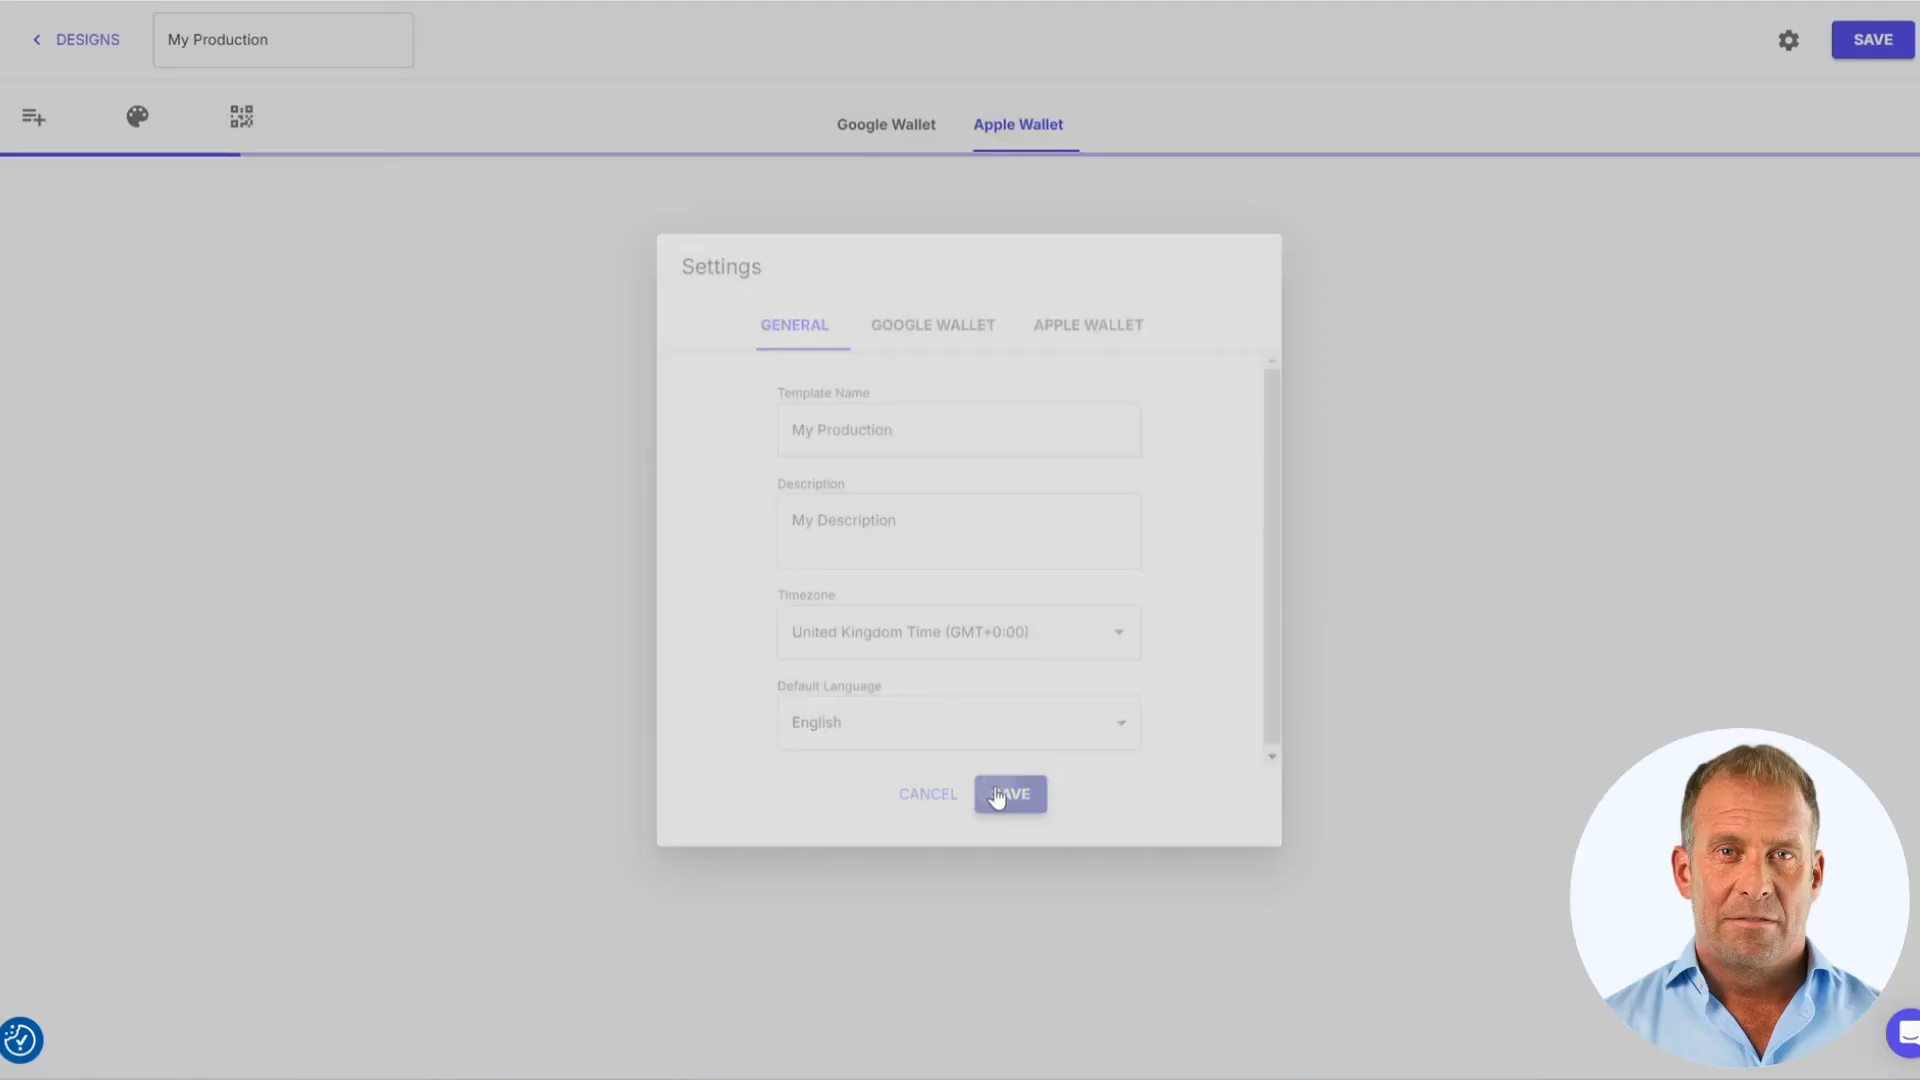 DESIGNS
My Production
SAVE
Google Wallet
Apple Wallet
Settings
GENERAL
GOOGLE WALLET
APPLE WALLET
Template Name
My Production
Description
My Description
Timezone
United Kingdom Time (GMT+0:00)
Default Language
English
CANCEL
SAVE